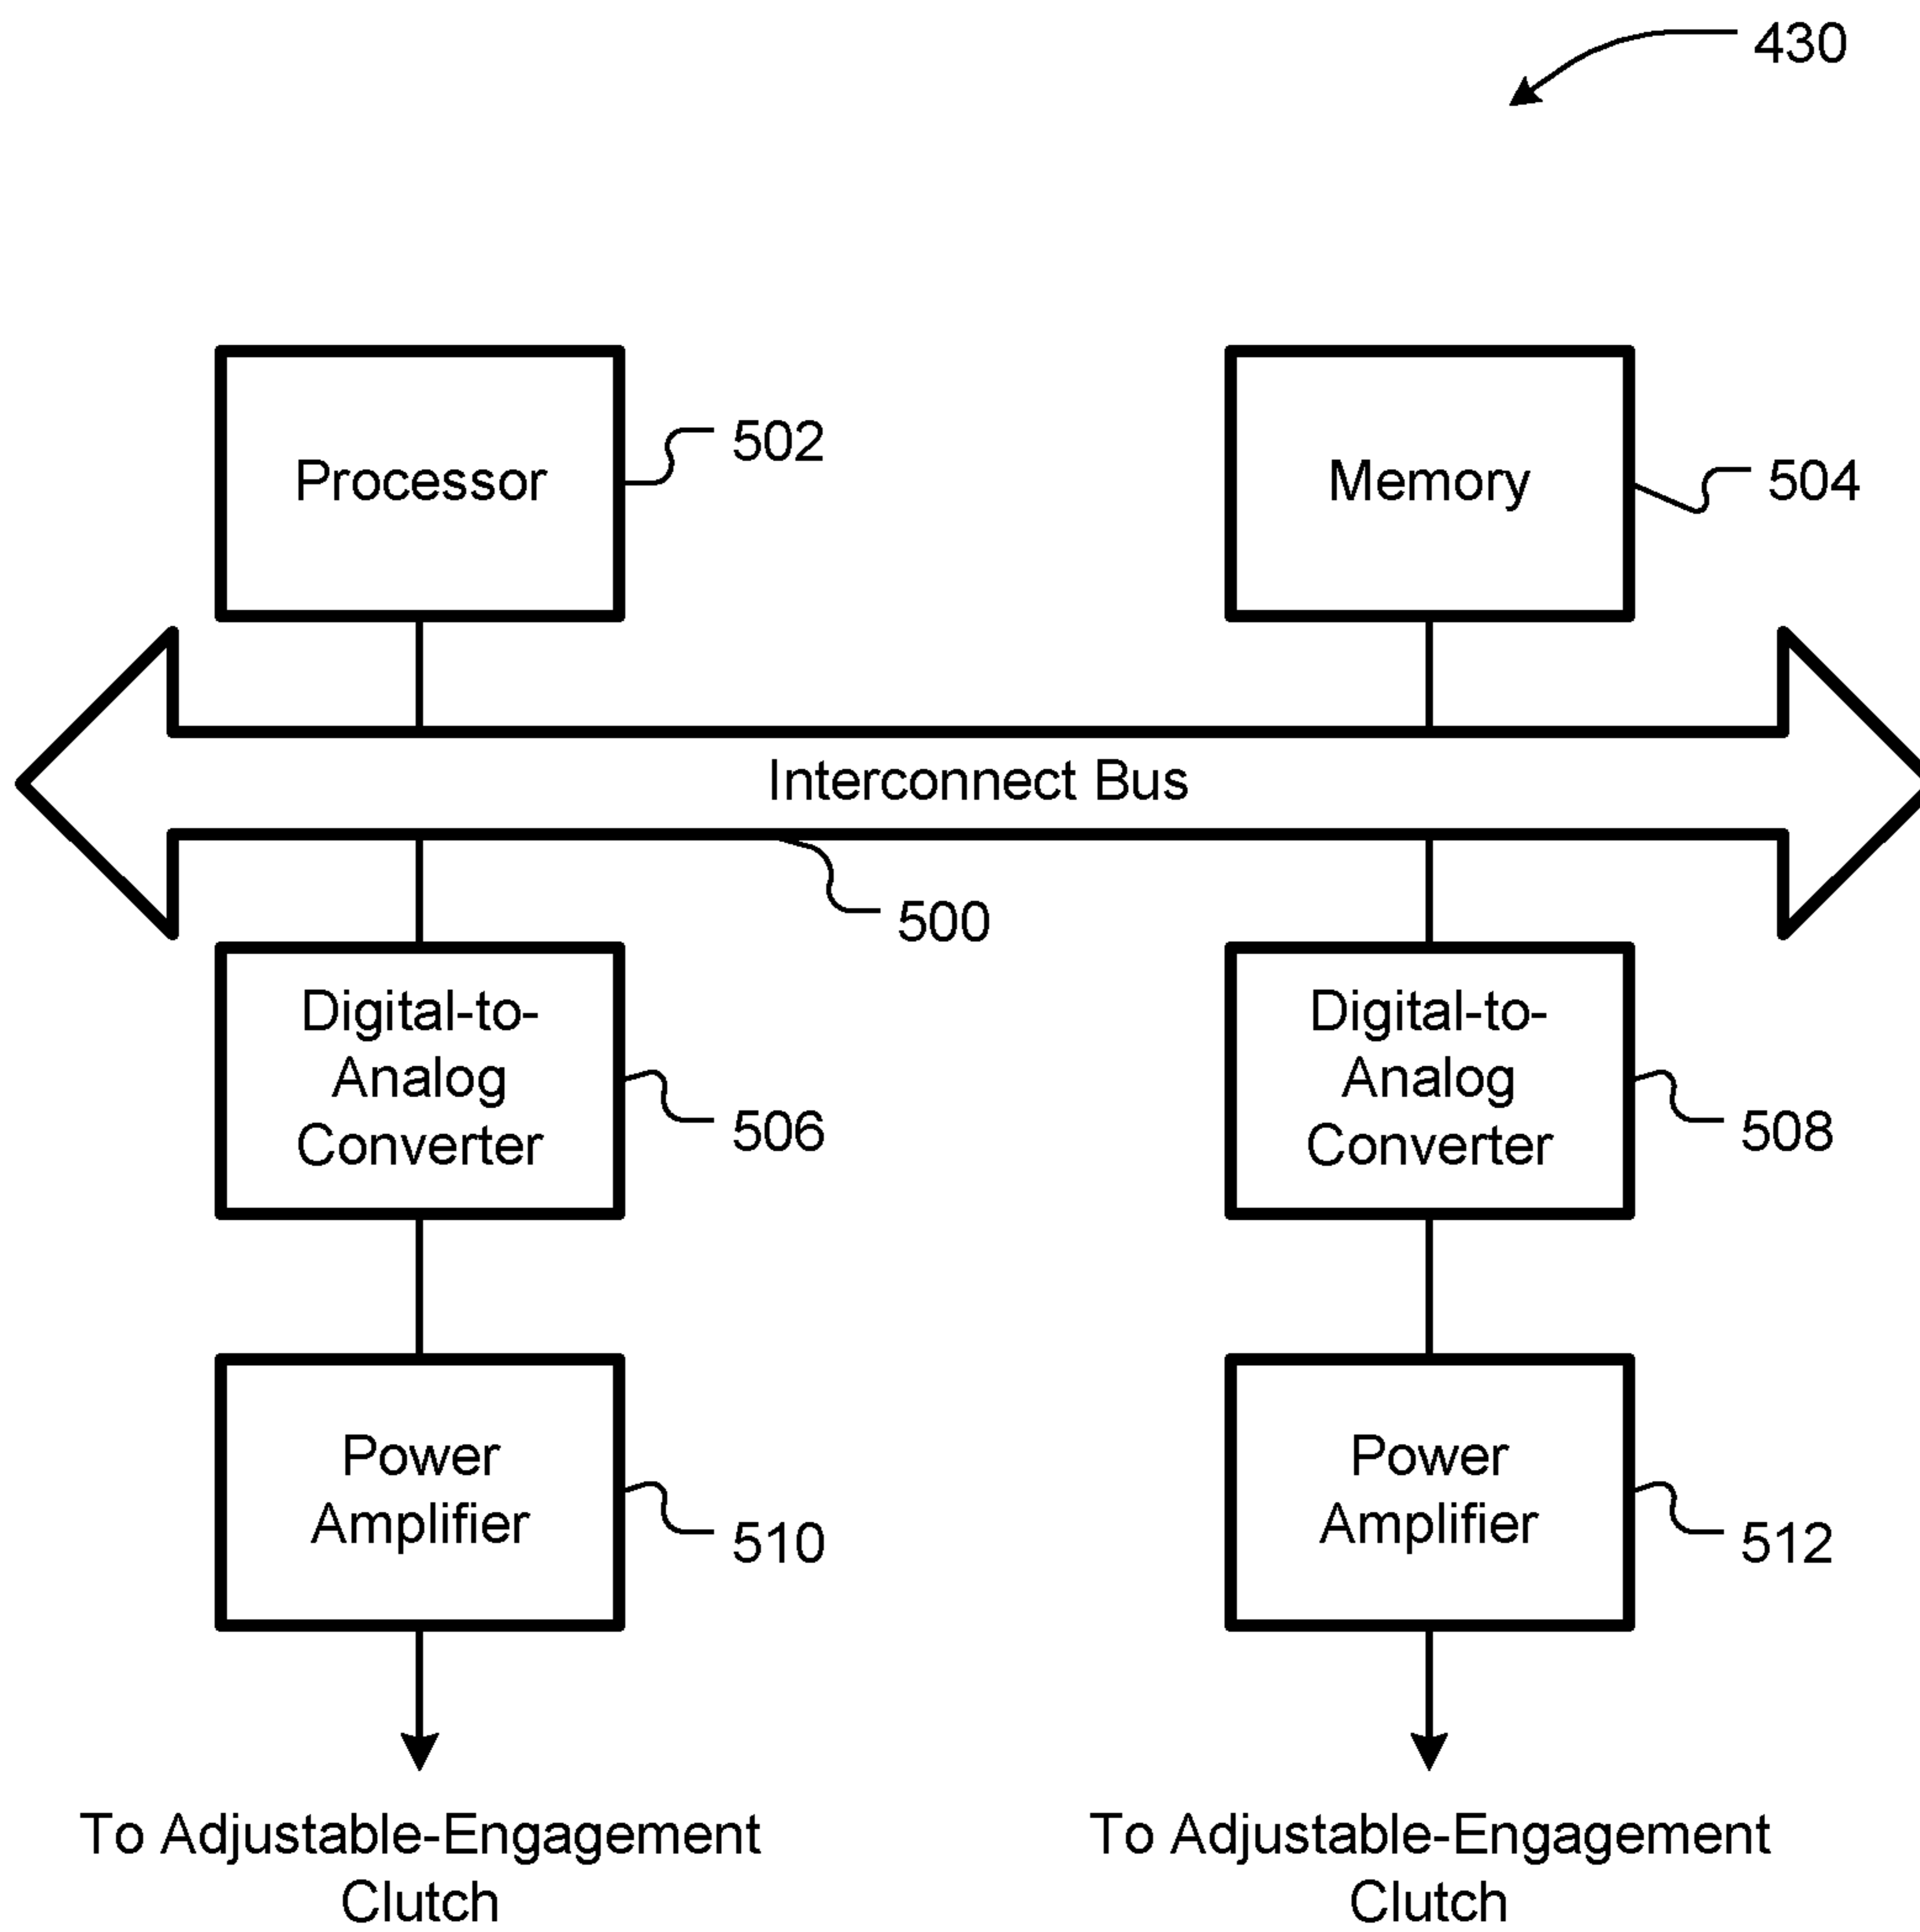 430
Processor
502
Memory
504
Interconnect Bus
500
Digital-to-
Analog
Converter
506
Digital-to-
Analog
Converter
508
Power
Amplifier
510
Power
Amplifier
512
To Adjustable-Engagement
Clutch
To Adjustable-Engagement
Clutch